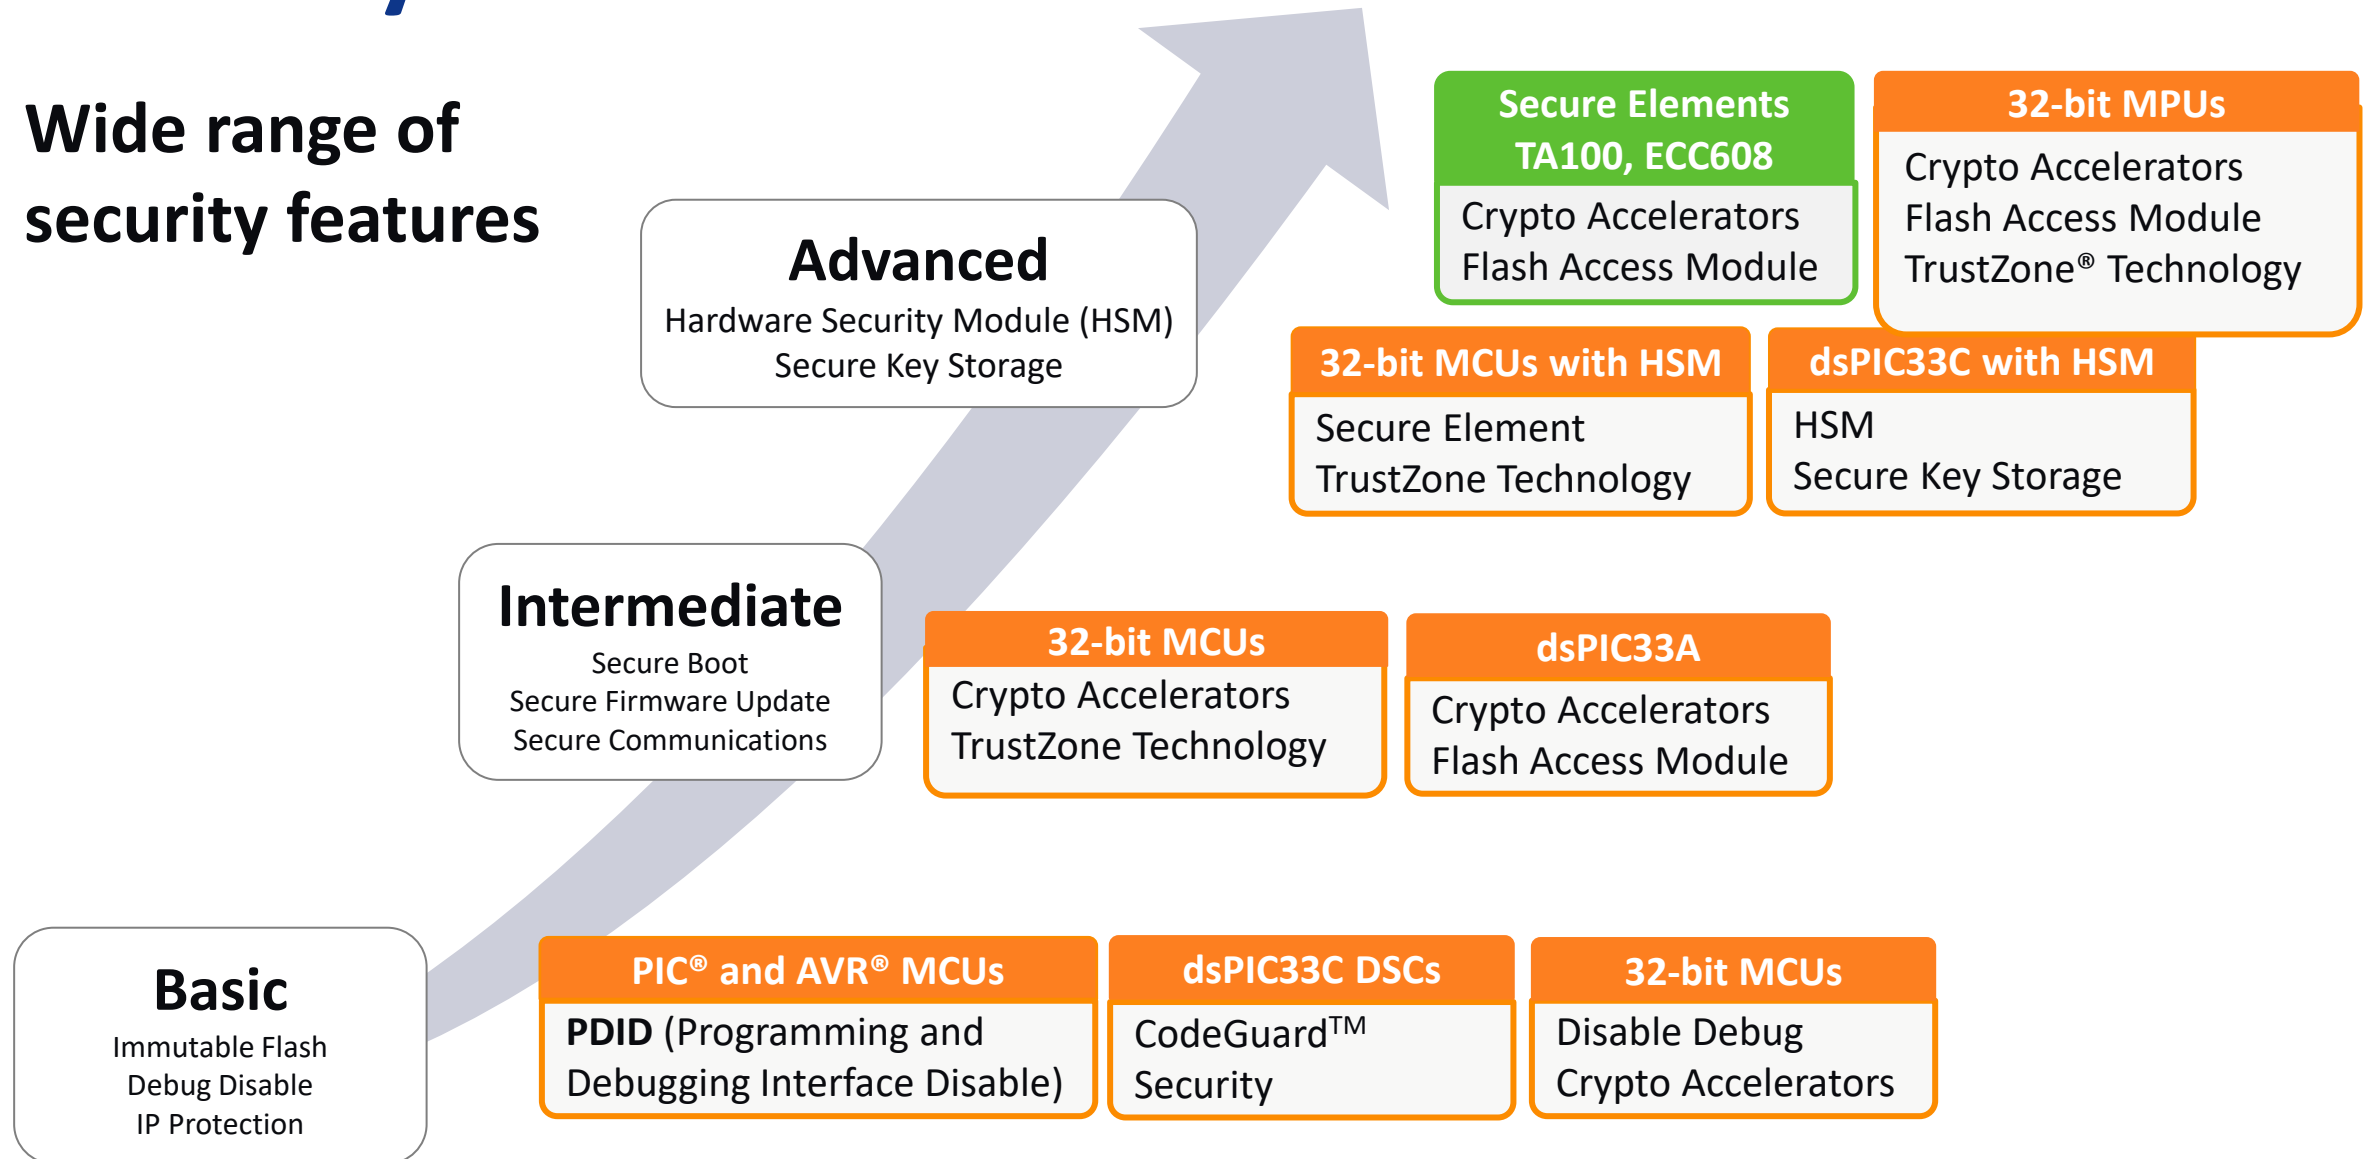 Wide range of
security features
Advanced
Hardware Security Module (HSM)
Secure Key Storage
Secure Elements
TA100, ECC608
Crypto Accelerators
Flash Access Module
32-bit MPUs
Crypto Accelerators
Flash Access Module
TrustZone® Technology
32-bit MCUs with HSM
Secure Element
TrustZone Technology
dsPIC33C with HSM
HSM
Secure Key Storage
Intermediate
Secure Boot
Secure Firmware Update
Secure Communications
32-bit MCUs
Crypto Accelerators
TrustZone Technology
dsPIC33A
Crypto Accelerators
Flash Access Module
Basic
Immutable Flash
Debug Disable
IP Protection
PIC® and AVR® MCUs
PDID (Programming and
Debugging Interface Disable)
dsPIC33C DSCs
CodeGuard™
Security
32-bit MCUs
Disable Debug
Crypto Accelerators